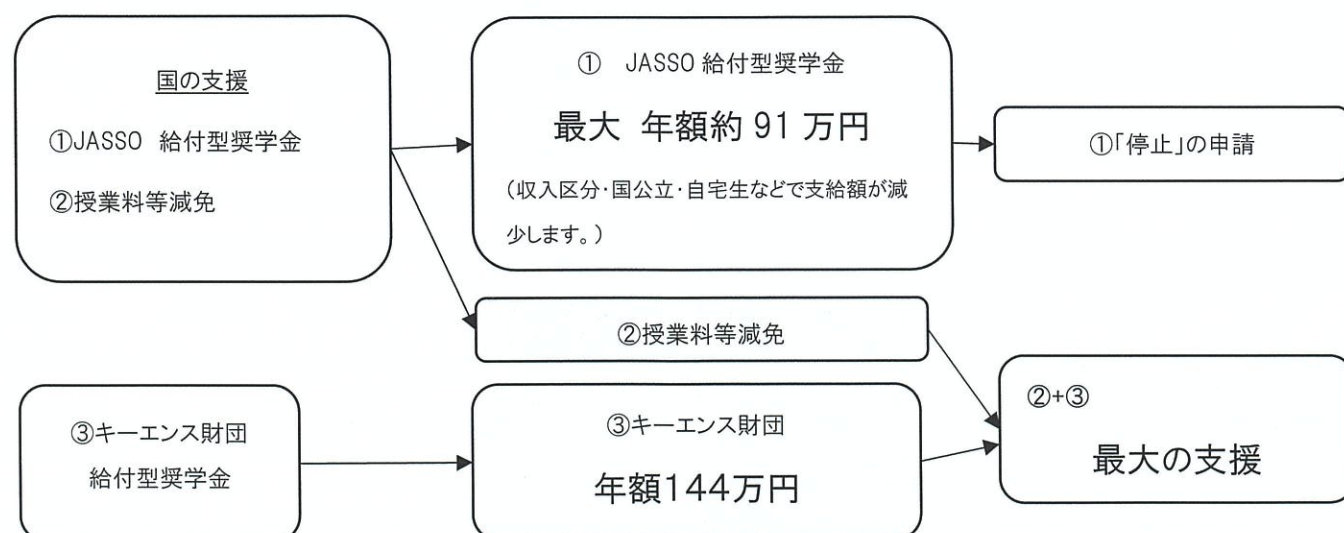 国の支援
①JASSO 給付型奨学金
②授業料等減免
① JASSO 給付型奨学金
最大 年額約 91 万円
(収入区分・国公立・自宅生などで支給額が減
少します。)
①「停止」の申請
②授業料等減免
③キーエンス財団
給付型奨学金
③キーエンス財団
年額144万円
②+③
最大の支援